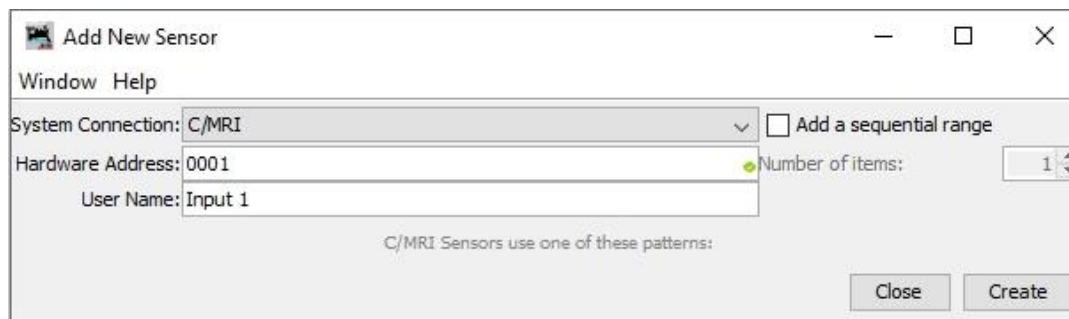 Add New Sensor
Window Help
System Connection: C/MRI Add a sequential range
Hardware Address: 0001 Number of items: 1
User Name: Input 1
C/MRI Sensors use one of these patterns:
Close Create